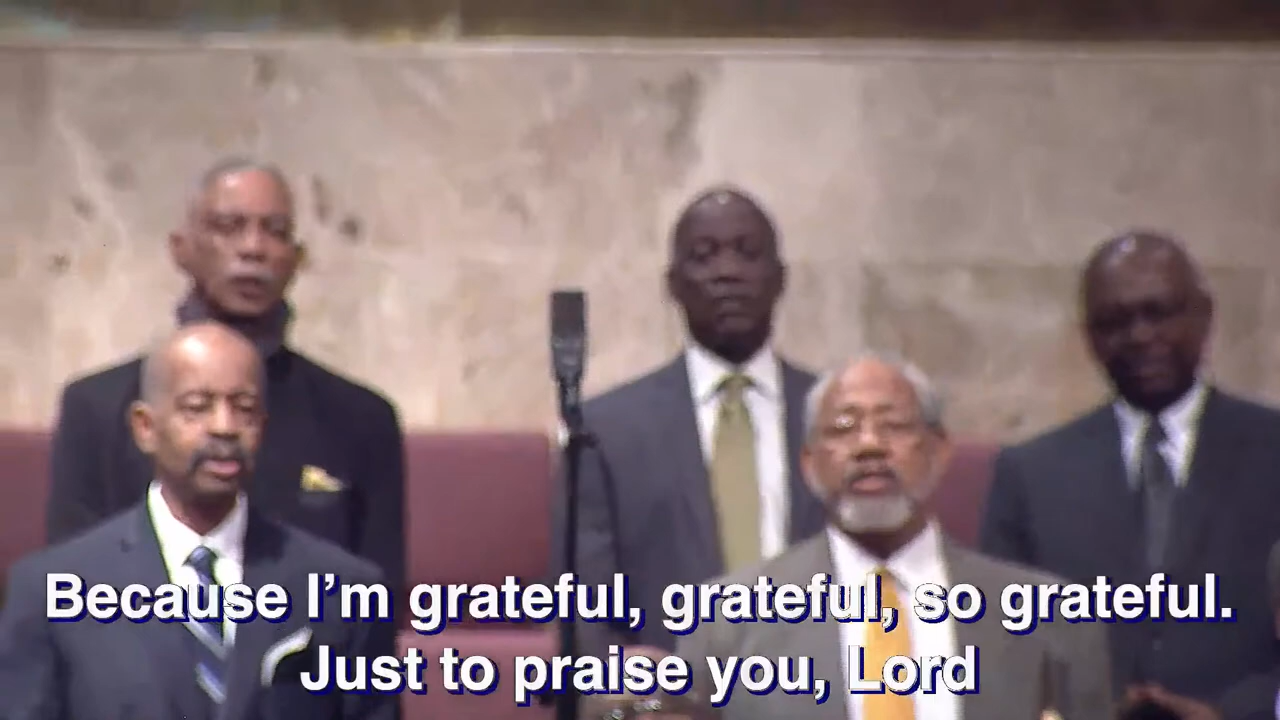 Because I’m grateful, grateful, so grateful.
Just to praise you, Lord